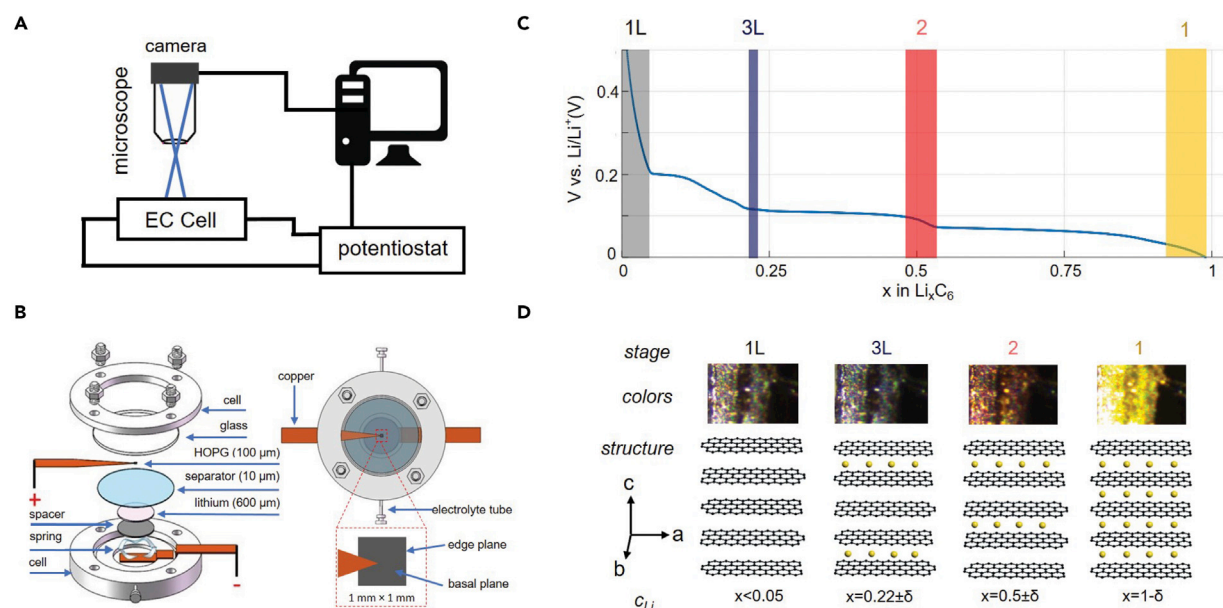 A
camera
microscope
EC Cell
potentiostat
B
copper
cell
glass
HOPG (100 μm)
separator (10 μm)
lithium (600 μm)
spacer
spring
cell
+
-
electrolyte tube
edge plane
basal plane
1 mm × 1 mm
C
1L 3L 2 1
V vs. Li/Li⁺(V)
0.4
0.2
0
0 0.25 0.5 0.75 1
x in LiₓC₆
D
stage 1L 3L 2 1
colors
structure
c
a
b
c_Li x<0.05 x=0.22±δ x=0.5±δ x=1-δ